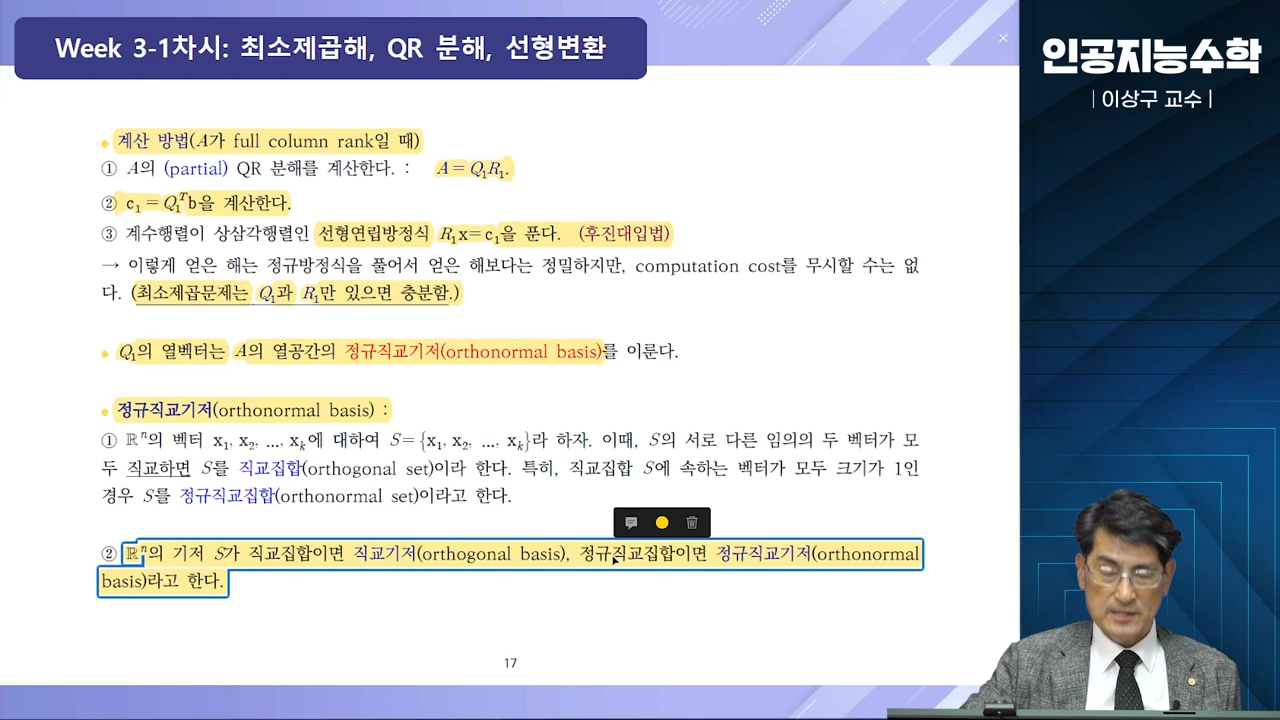 Week 3-1차시: 최소제곱해, QR 분해, 선형변환
인공지능수학
| 이상구 교수 |
• 계산 방법(A가 full column rank일 때)
① A의 (partial) QR 분해를 계산한다. : A = Q₁R₁.
② c₁ = Q₁ᵀb을 계산한다.
③ 계수행렬이 상삼각행렬인 선형연립방정식 R₁x = c₁을 푼다. (후진대입법)
→ 이렇게 얻은 해는 정규방정식을 풀어서 얻은 해보다는 정밀하지만, computation cost를 무시할 수는 없
다. (최소제곱문제는 Q₁과 R₁만 있으면 충분함.)
• Q₁의 열벡터는 A의 열공간의 정규직교기저(orthonormal basis)를 이룬다.
• 정규직교기저(orthonormal basis) :
① ℝⁿ의 벡터 x₁, x₂, ..., xₖ에 대하여 S = {x₁, x₂, ..., xₖ}라 하자. 이때, S의 서로 다른 임의의 두 벡터가 모
두 직교하면 S를 직교집합(orthogonal set)이라 한다. 특히, 직교집합 S에 속하는 벡터가 모두 크기가 1인
경우 S를 정규직교집합(orthonormal set)이라고 한다.
② ℝⁿ의 기저 S가 직교집합이면 직교기저(orthogonal basis), 정규직교집합이면 정규직교기저(orthonormal
basis)라고 한다.
17